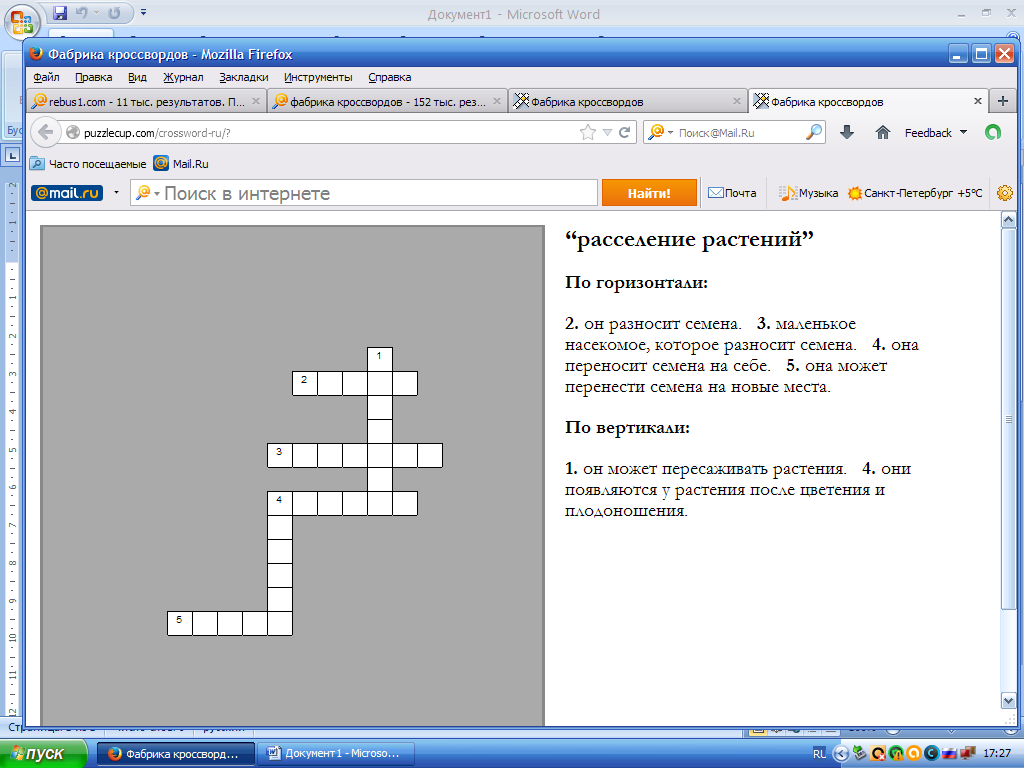 Документ1 - Microsoft Word
Фабрика кроссвордов - Mozilla Firefox
Файл Правка Вид Журнал Закладки Инструменты Справка
rebus1.com - 11 тыс. результатов. П... фабрика кроссвордов - 152 тыс. рез... Фабрика кроссвордов Фабрика кроссвордов
puzzlecup.com/crossword-ru/? Поиск@Mail.Ru Feedback
Часто посещаемые Mail.Ru
@mail.ru Поиск в интернете Найти! Почта Музыка Санкт-Петербург +5°C
“расселение растений”
По горизонтали:
2. он разносит семена. 3. маленькое
насекомое, которое разносит семена. 4. она
переносит семена на себе. 5. она может
перенести семена на новые места.
По вертикали:
1. он может пересаживать растения. 4. они
появляются у растения после цветения и
плодоношения.
1
2
3
4
5
пуск Фабрика кроссворд... Документ1 - Microso... RU 17:27